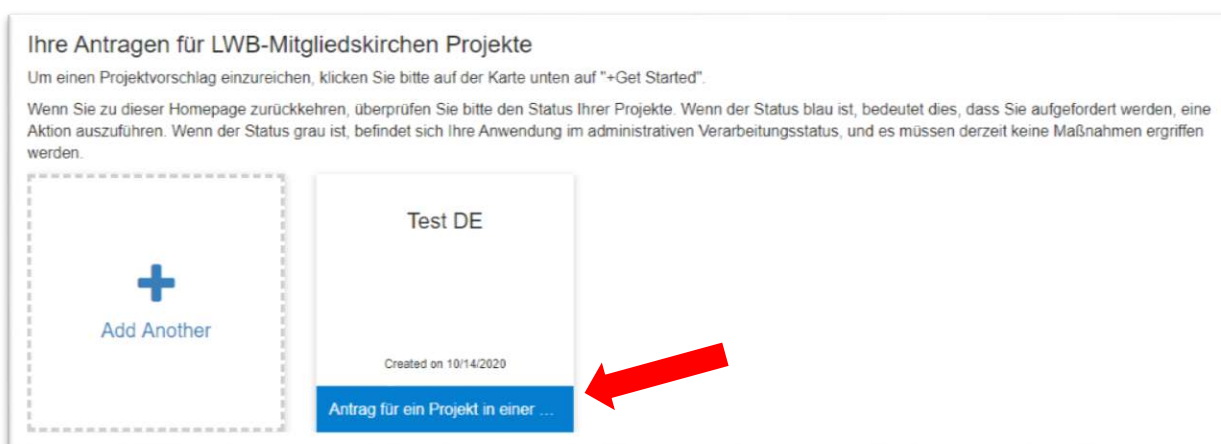 Ihre Antragen für LWB-Mitgliedskirchen Projekte
Um einen Projektvorschlag einzureichen, klicken Sie bitte auf der Karte unten auf "+Get Started".
Wenn Sie zu dieser Homepage zurückkehren, überprüfen Sie bitte den Status Ihrer Projekte. Wenn der Status blau ist, bedeutet dies, dass Sie aufgefordert werden, eine
Aktion auszuführen. Wenn der Status grau ist, befindet sich Ihre Anwendung im administrativen Verarbeitungsstatus, und es müssen derzeit keine Maßnahmen ergriffen
werden.
Add Another
Test DE
Created on 10/14/2020
Antrag für ein Projekt in einer ...